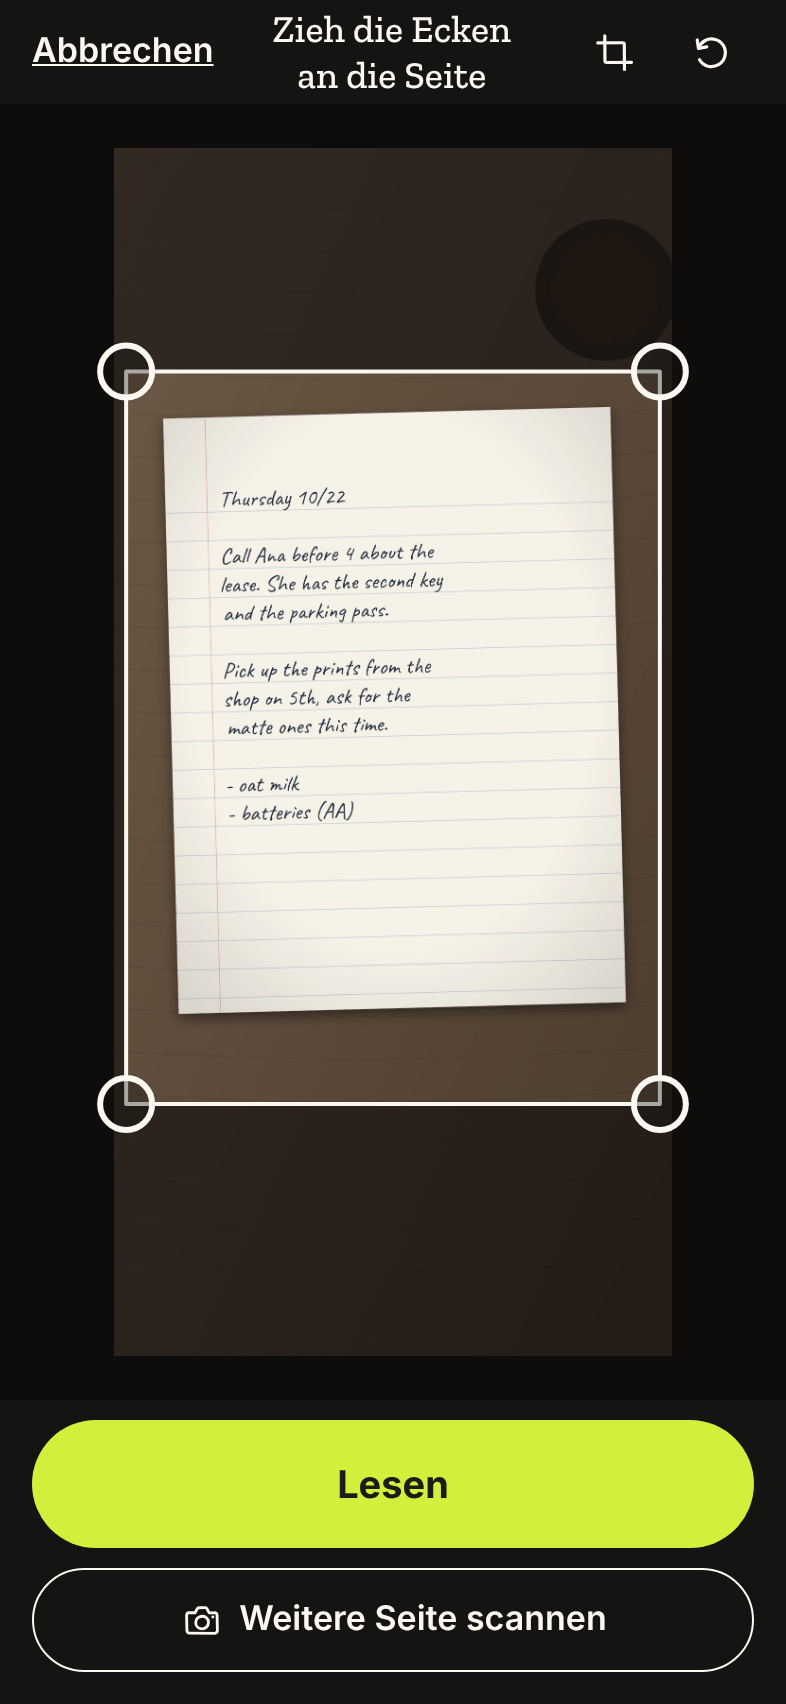 Abbrechen
Zieh die Ecken
an die Seite
Thursday 10/22
Call Ana before 4 about the
lease. She has the second key
and the parking pass.
Pick up the prints from the
shop on 5th, ask for the
matte ones this time.
- oat milk
- batteries (AA)
Lesen
Weitere Seite scannen